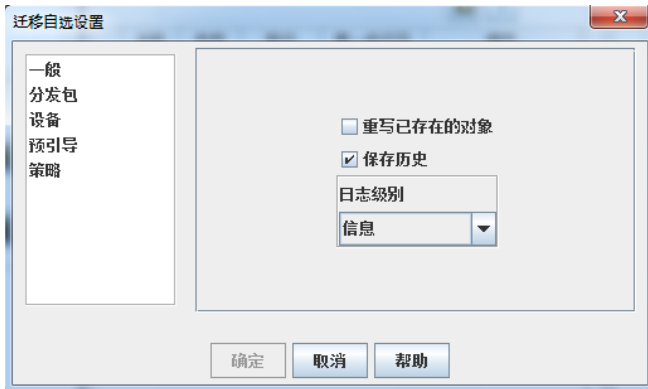 迁移自选设置
一般
分发包
设备
预引导
策略
重写已存在的对象
保存历史
日志级别
信息
确定
取消
帮助